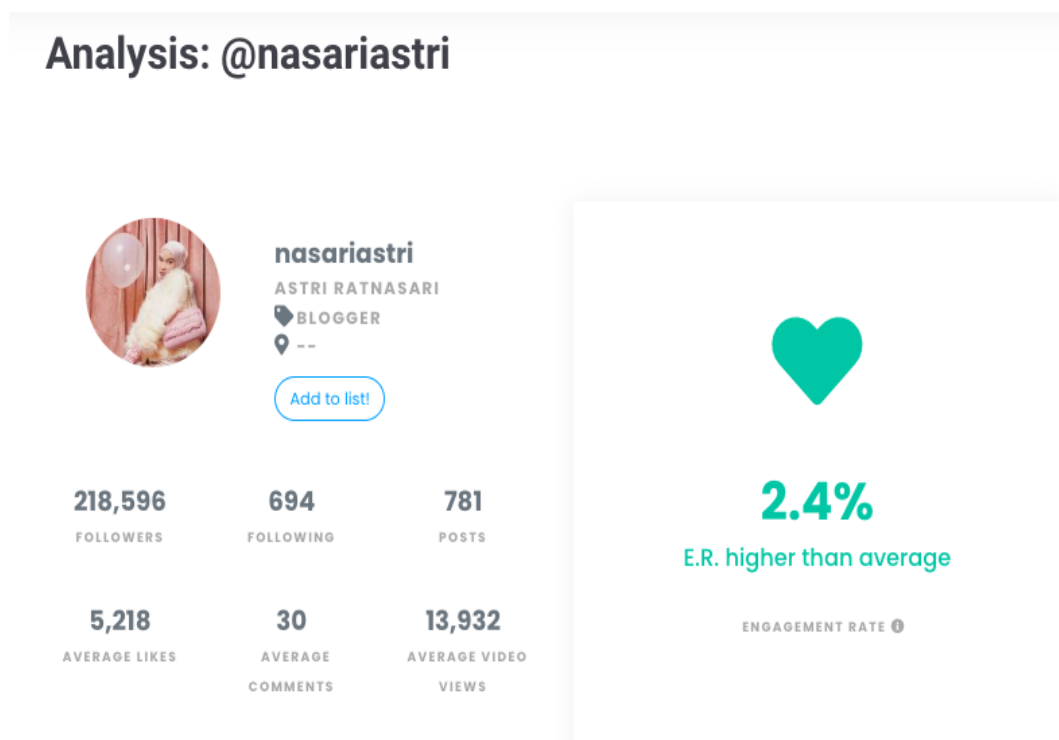 Analysis: @nasariastri
nasariastri
ASTRI RATNASARI
BLOGGER
--
Add to list!
218,596
FOLLOWERS
694
FOLLOWING
781
POSTS
5,218
AVERAGE LIKES
30
AVERAGE
COMMENTS
13,932
AVERAGE VIDEO
VIEWS
2.4%
E.R. higher than average
ENGAGEMENT RATE